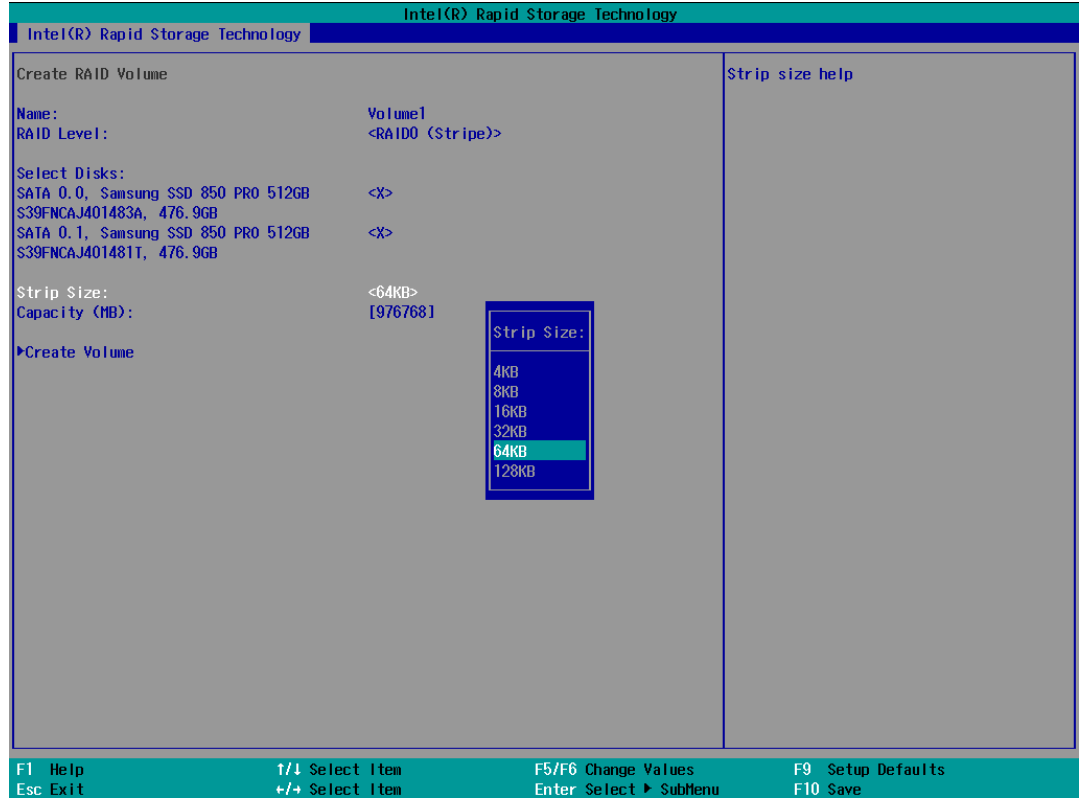 Intel(R) Rapid Storage Technology
Intel(R) Rapid Storage Technology
Create RAID Volume
Strip size help
Name: Volume1
RAID Level: <RAID0 (Stripe)>
Select Disks:
SATA 0.0, Samsung SSD 850 PRO 512GB <X>
S39FNCAJ401483A, 476.9GB
SATA 0.1, Samsung SSD 850 PRO 512GB <X>
S39FNCAJ401481T, 476.9GB
Strip Size: <64KB>
Capacity (MB): [976768]
▶Create Volume
Strip Size:
4KB
8KB
16KB
32KB
64KB
128KB
F1 Help ↑/↓ Select Item F5/F6 Change Values F9 Setup Defaults
Esc Exit ←/→ Select Item Enter Select ▶ SubMenu F10 Save